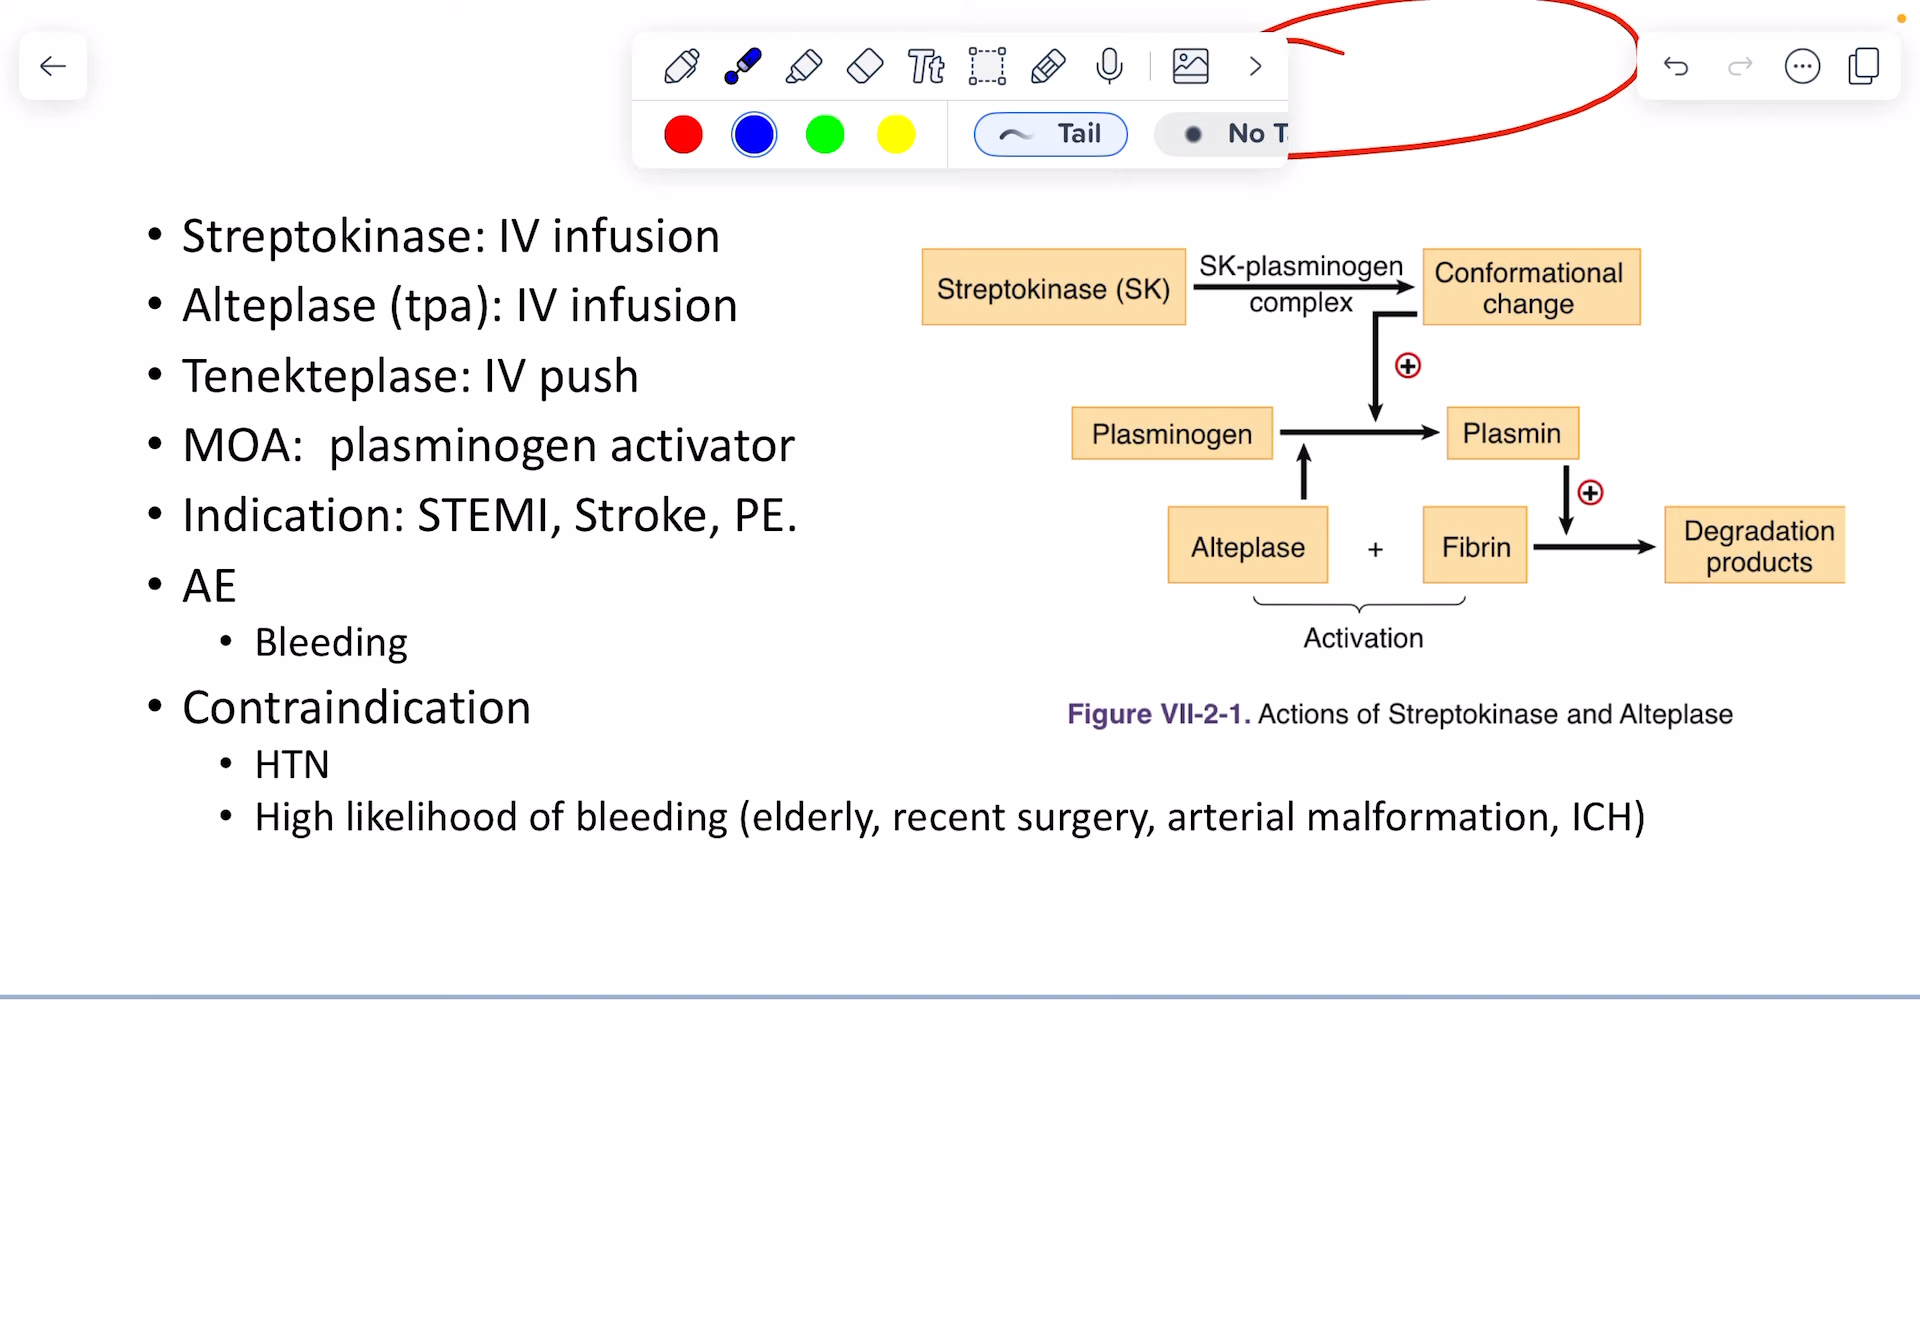 Tt
Tail
No T
• Streptokinase: IV infusion
• Alteplase (tpa): IV infusion
• Tenekteplase: IV push
• MOA:  plasminogen activator
• Indication: STEMI, Stroke, PE.
• AE
• Bleeding
• Contraindication
• HTN
• High likelihood of bleeding (elderly, recent surgery, arterial malformation, ICH)
Streptokinase (SK)
SK-plasminogen
complex
Conformational
change
+
Plasminogen
Plasmin
+
Alteplase
+
Fibrin
Degradation
products
Activation
Figure VII-2-1. Actions of Streptokinase and Alteplase